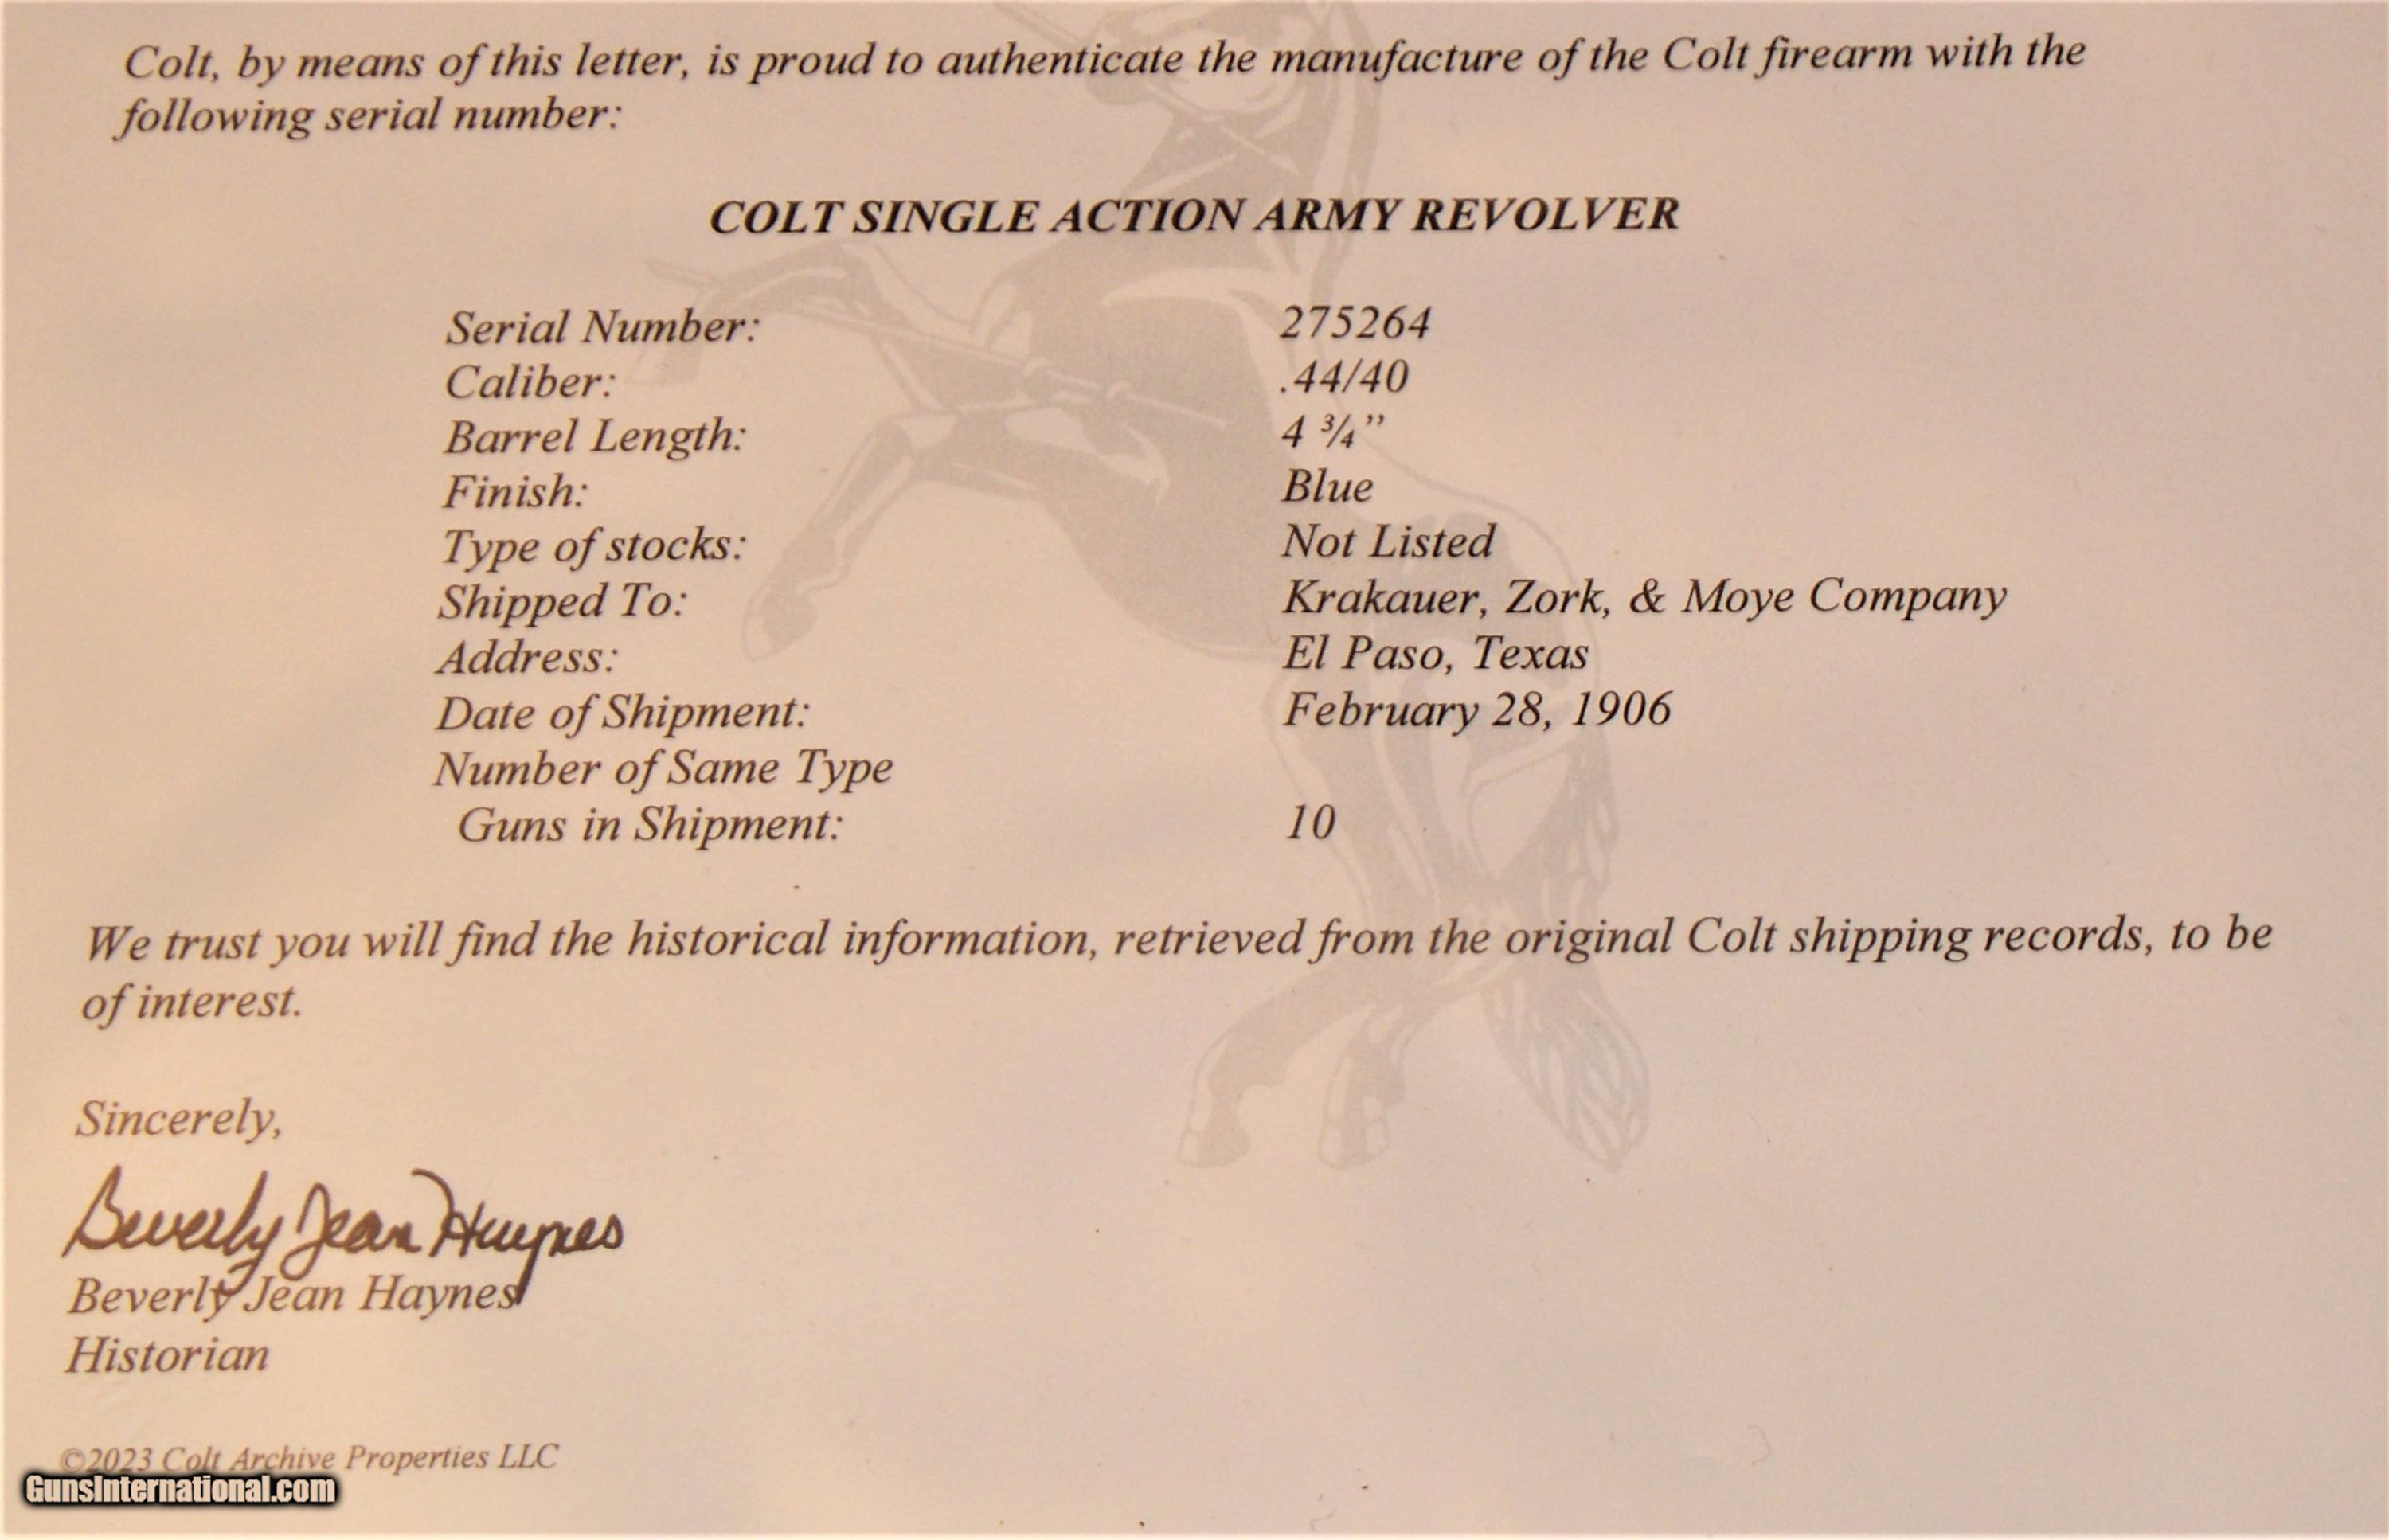 Colt, by means of this letter, is proud to authenticate the manufacture of the Colt firearm with the
following serial number:
COLT SINGLE ACTION ARMY REVOLVER
Serial Number: 275264
Caliber: .44/40
Barrel Length: 4 ¾”
Finish: Blue
Type of stocks: Not Listed
Shipped To: Krakauer, Zork, & Moye Company
Address: El Paso, Texas
Date of Shipment: February 28, 1906
Number of Same Type
Guns in Shipment: 10
We trust you will find the historical information, retrieved from the original Colt shipping records, to be
of interest.
Sincerely,
Beverly Jean Haynes
Beverly Jean Haynes
Historian
©2023 Colt Archive Properties LLC
GunsInternational.com